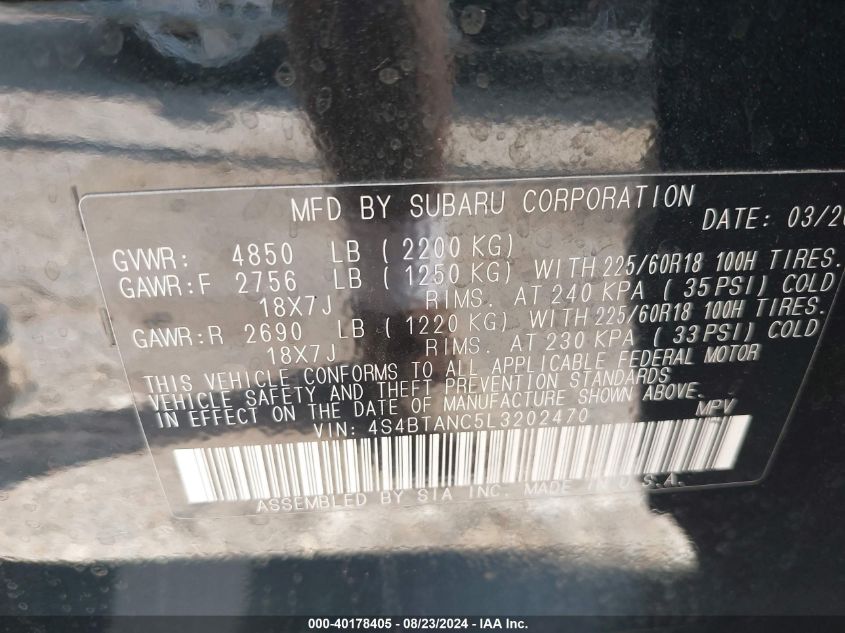 MFD BY SUBARU CORPORATION
DATE: 03/20
GVWR: 4850 LB ( 2200 KG)
GAWR:F 2756 LB ( 1250 KG) WITH 225/60R18 100H TIRES.
18X7J RIMS. AT 240 KPA ( 35 PSI) COLD
GAWR:R 2690 LB ( 1220 KG) WITH 225/60R18 100H TIRES.
18X7J RIMS. AT 230 KPA ( 33 PSI) COLD
THIS VEHICLE CONFORMS TO ALL APPLICABLE FEDERAL MOTOR
VEHICLE SAFETY AND THEFT PREVENTION STANDARDS
IN EFFECT ON THE DATE OF MANUFACTURE SHOWN ABOVE.
VIN: 4S4BTANC5L3202470 MPV
ASSEMBLED BY SIA INC. MADE IN U.S.A.
000-40178405 - 08/23/2024 - IAA Inc.